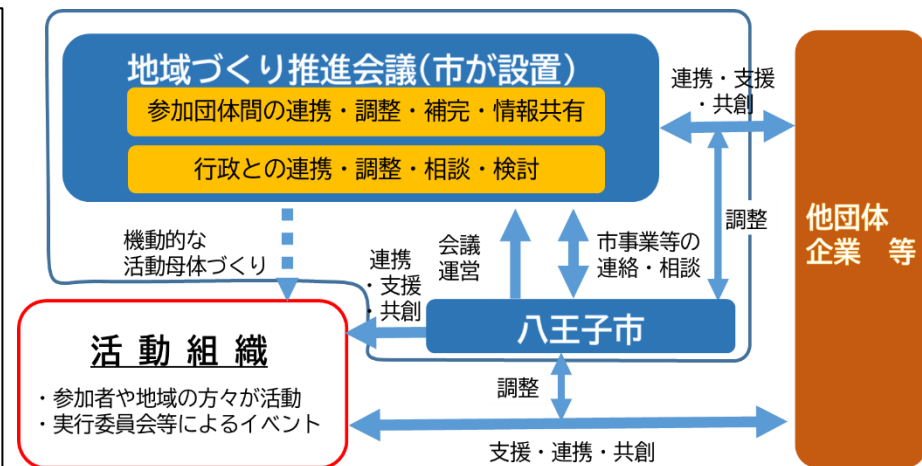 地域づくり推進会議(市が設置)
参加団体間の連携・調整・補完・情報共有
行政との連携・調整・相談・検討
連携・支援
・共創
調整
他団体
企業　等
機動的な
活動母体づくり
連携
・支援
・共創
会議
運営
市事業等の
連絡・相談
八王子市
活動組織
・参加者や地域の方々が活動
・実行委員会等によるイベント
調整
支援・連携・共創